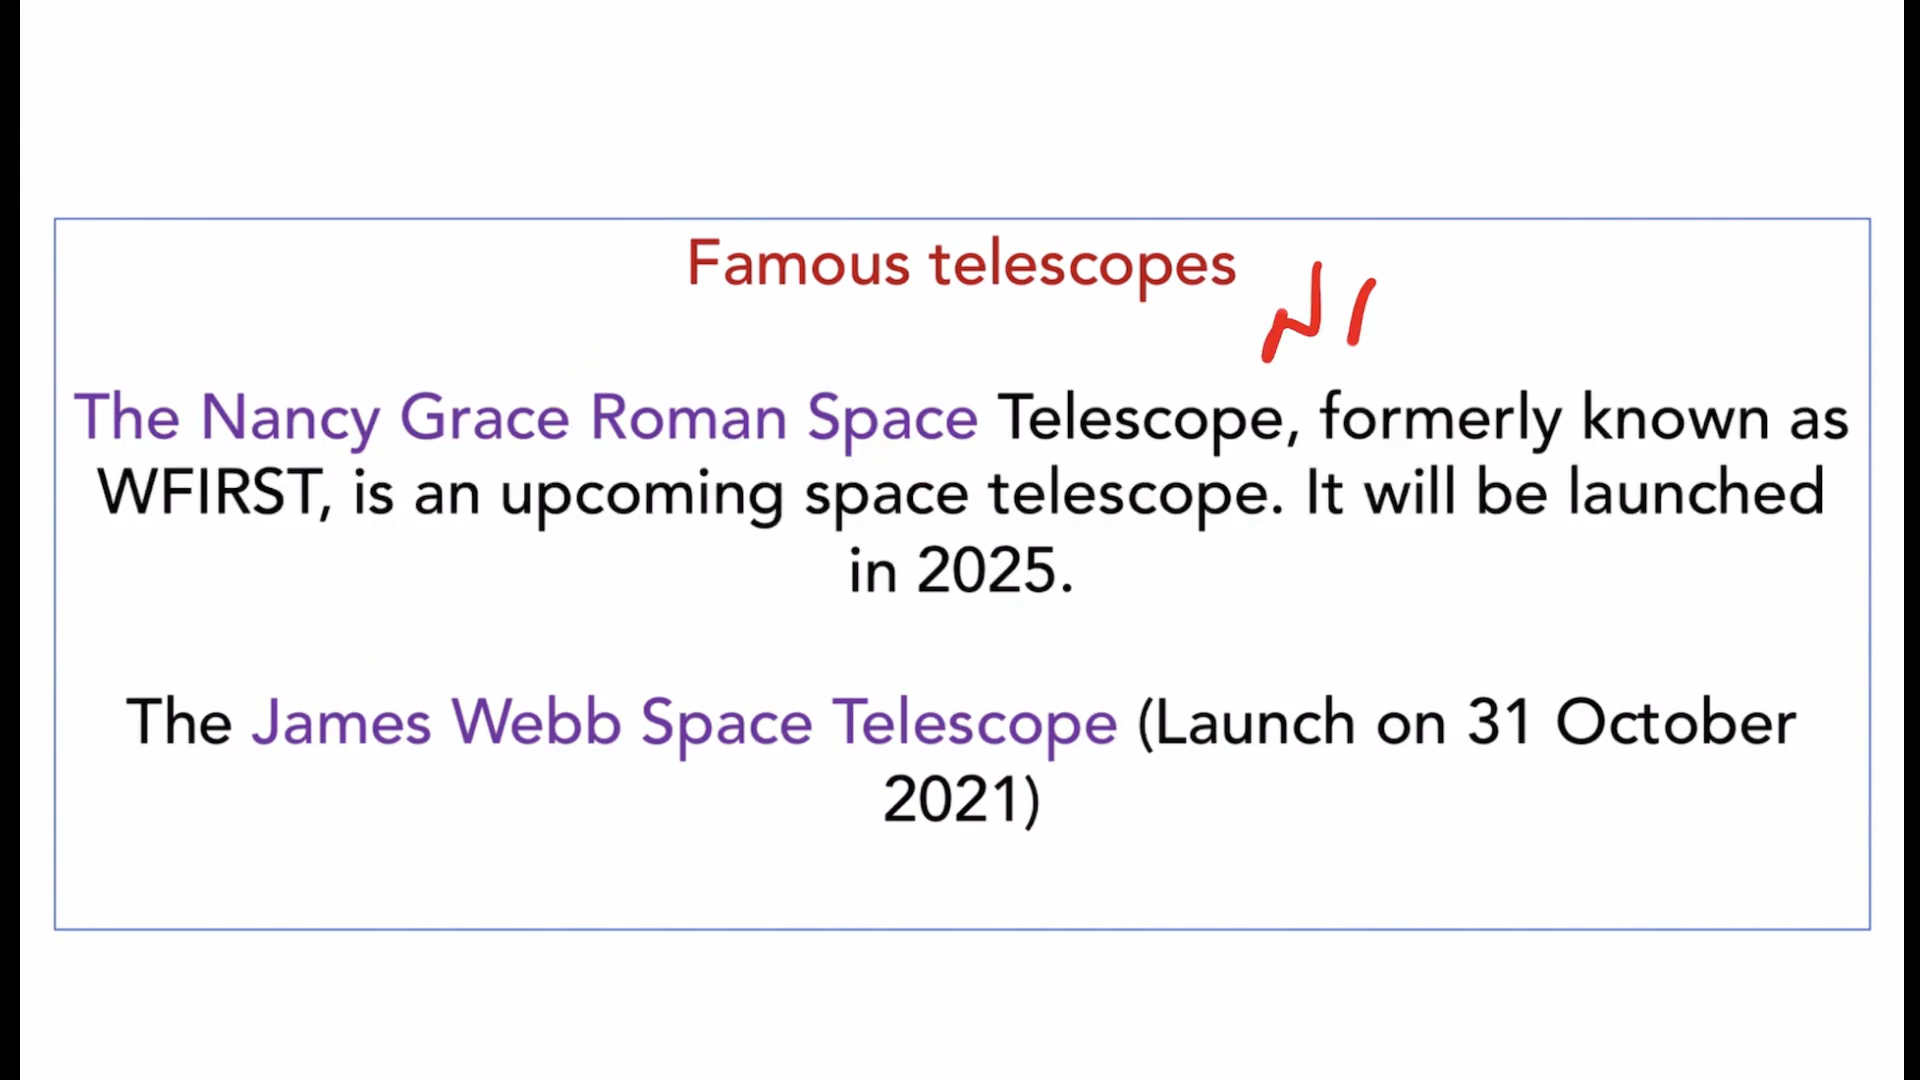 Famous telescopes
The Nancy Grace Roman Space Telescope, formerly known as
WFIRST, is an upcoming space telescope. It will be launched
in 2025.
The James Webb Space Telescope (Launch on 31 October
2021)